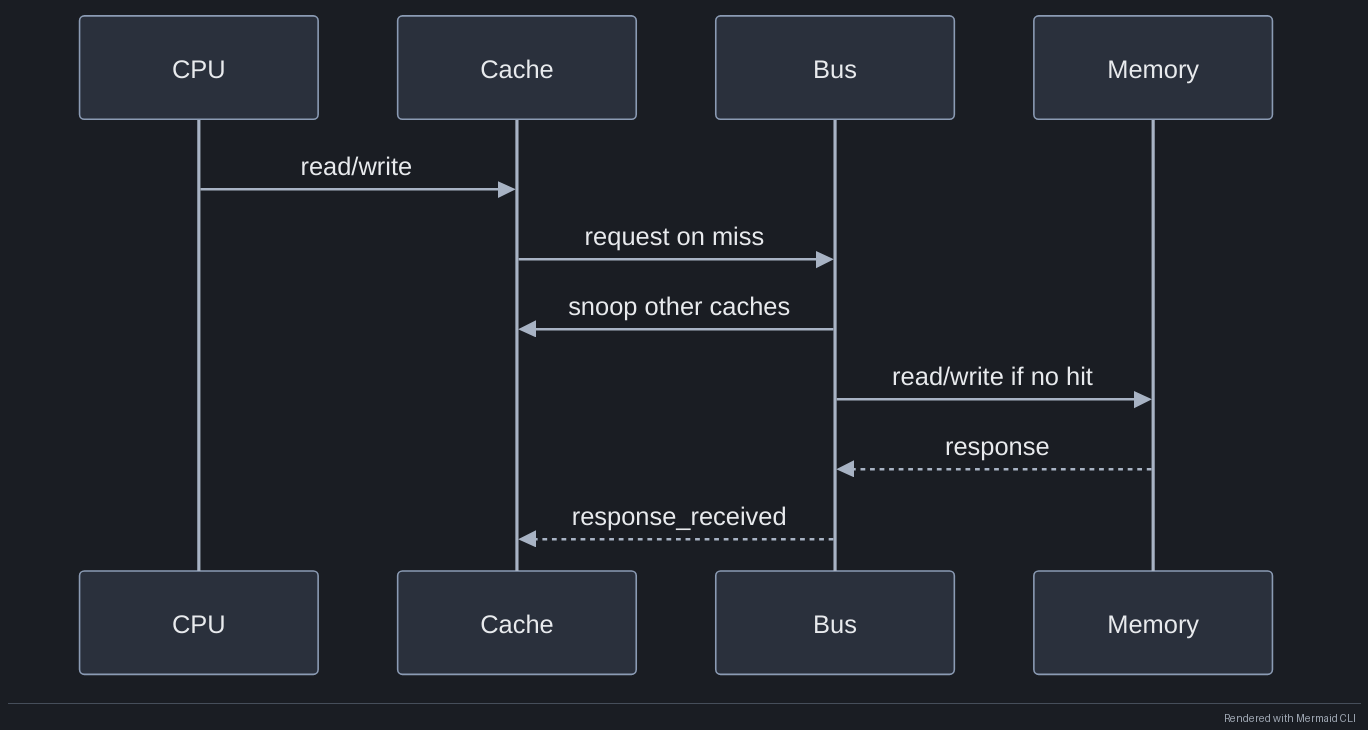 CPU
Cache
Bus
Memory
read/write
request on miss
snoop other caches
read/write if no hit
response
response_received
CPU
Cache
Bus
Memory
Rendered with Mermaid CLI